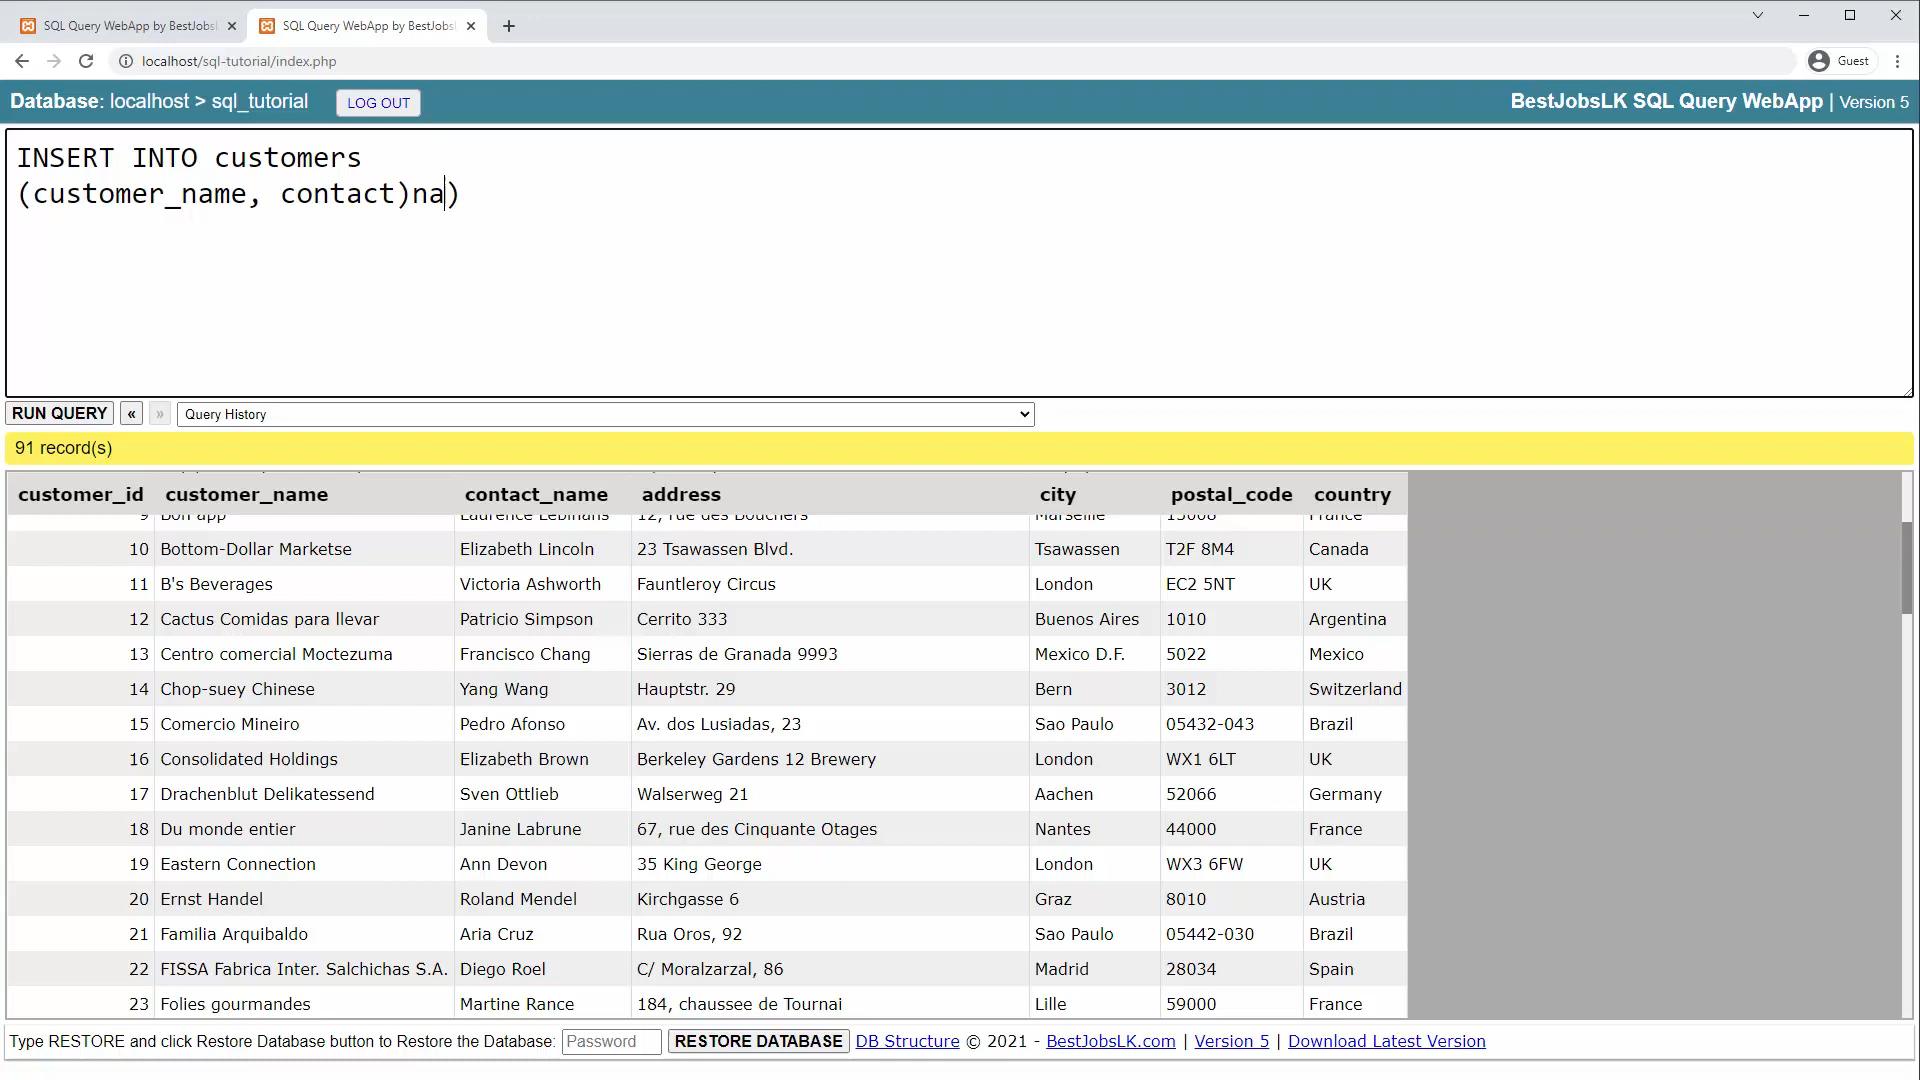 SQL Query WebApp by BestJobs
SQL Query WebApp by BestJobs
localhost/sql-tutorial/index.php
Guest
Database: localhost > sql_tutorial LOG OUT
BestJobsLK SQL Query WebApp | Version 5
INSERT INTO customers
(customer_name, contact)na)
RUN QUERY « » Query History
91 record(s)
customer_id customer_name contact_name address city postal_code country
9 Bon app Laurence Lebihans 12, rue des Bouchers Marseille 13008 France
10 Bottom-Dollar Marketse Elizabeth Lincoln 23 Tsawassen Blvd. Tsawassen T2F 8M4 Canada
11 B's Beverages Victoria Ashworth Fauntleroy Circus London EC2 5NT UK
12 Cactus Comidas para llevar Patricio Simpson Cerrito 333 Buenos Aires 1010 Argentina
13 Centro comercial Moctezuma Francisco Chang Sierras de Granada 9993 Mexico D.F. 5022 Mexico
14 Chop-suey Chinese Yang Wang Hauptstr. 29 Bern 3012 Switzerland
15 Comercio Mineiro Pedro Afonso Av. dos Lusiadas, 23 Sao Paulo 05432-043 Brazil
16 Consolidated Holdings Elizabeth Brown Berkeley Gardens 12 Brewery London WX1 6LT UK
17 Drachenblut Delikatessend Sven Ottlieb Walserweg 21 Aachen 52066 Germany
18 Du monde entier Janine Labrune 67, rue des Cinquante Otages Nantes 44000 France
19 Eastern Connection Ann Devon 35 King George London WX3 6FW UK
20 Ernst Handel Roland Mendel Kirchgasse 6 Graz 8010 Austria
21 Familia Arquibaldo Aria Cruz Rua Oros, 92 Sao Paulo 05442-030 Brazil
22 FISSA Fabrica Inter. Salchichas S.A. Diego Roel C/ Moralzarzal, 86 Madrid 28034 Spain
23 Folies gourmandes Martine Rance 184, chaussee de Tournai Lille 59000 France
Type RESTORE and click Restore Database button to Restore the Database: Password RESTORE DATABASE DB Structure © 2021 - BestJobsLK.com | Version 5 | Download Latest Version